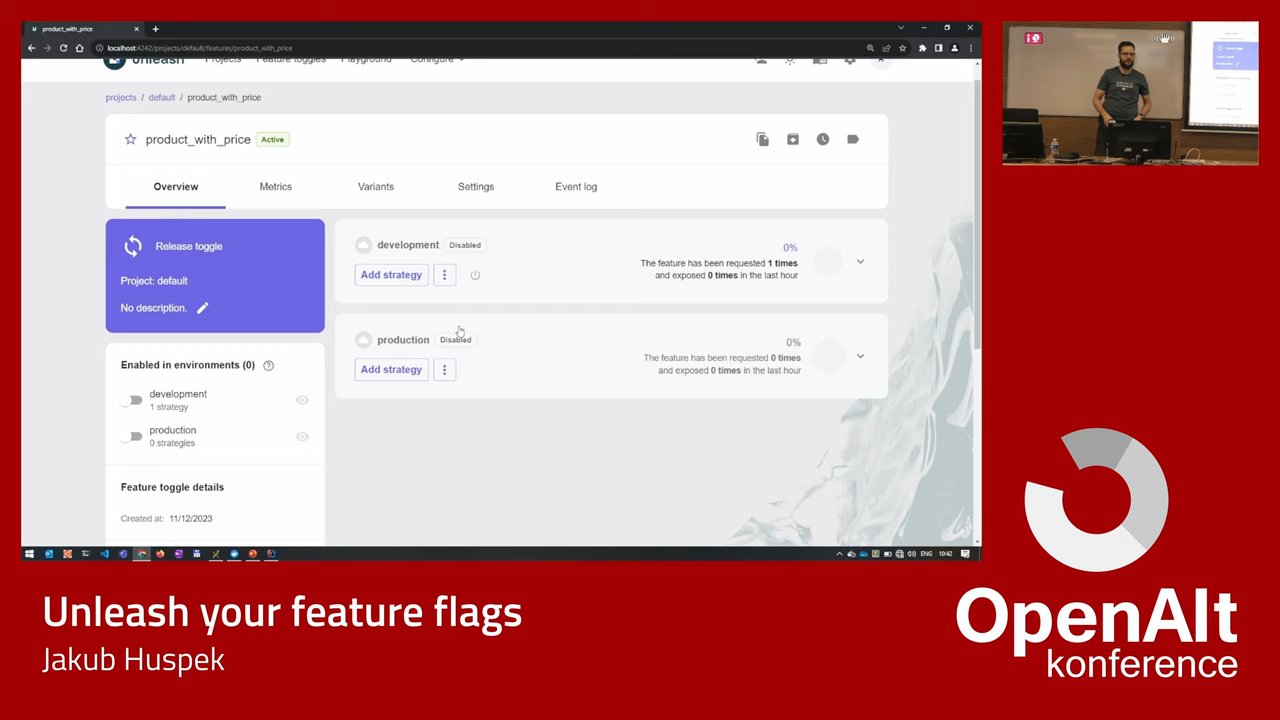 product_with_price
localhost:4242/projects/default/features/product_with_price
unleash Projects Feature toggles Playground Configure
projects / default / product_with_price
product_with_price Active
Overview Metrics Variants Settings Event log
Release toggle
Project: default
No description.
development Disabled
Add strategy
0%
The feature has been requested 1 times
and exposed 0 times in the last hour
production Disabled
Add strategy
0%
The feature has been requested 0 times
and exposed 0 times in the last hour
Enabled in environments (0)
development
1 strategy
production
0 strategies
Feature toggle details
Created at: 11/12/2023
ENG 10:42
Unleash your feature flags
Jakub Huspek
OpenAlt
konference